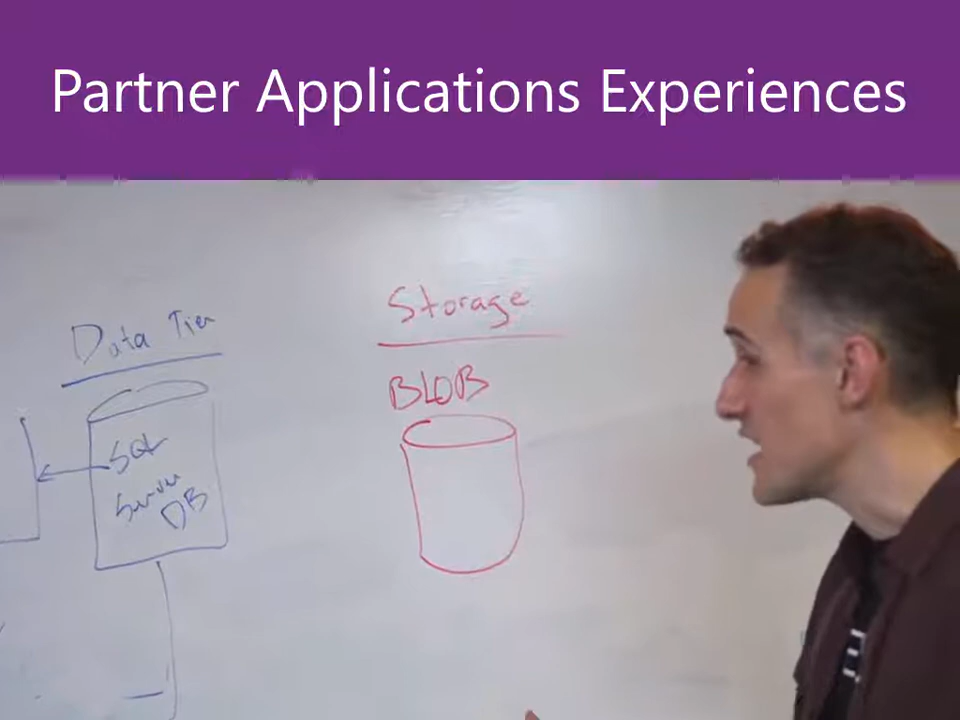 Partner Applications Experiences
Data Tier
SQL
Server
DB
Storage
BLOB